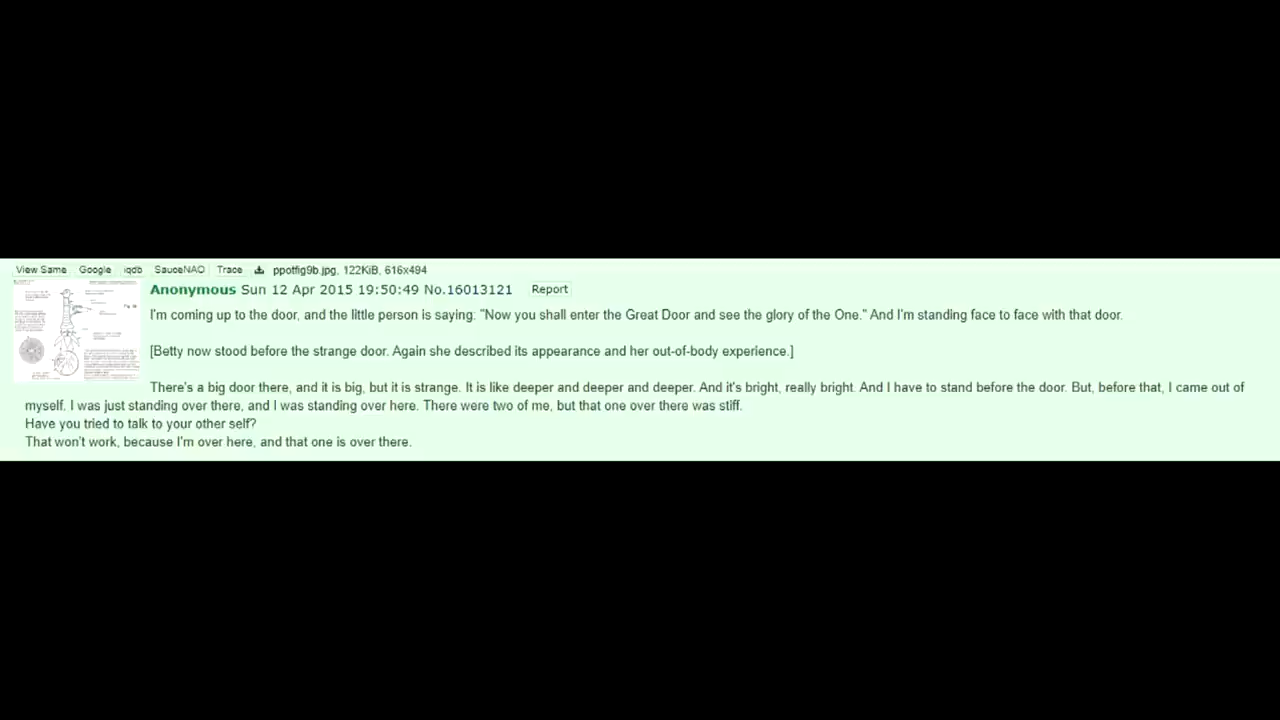 View Same Google iqdb SauceNAO Trace ppotfig9b.jpg, 122KiB, 616x494
Anonymous Sun 12 Apr 2015 19:50:49 No.16013121 Report
I'm coming up to the door, and the little person is saying: "Now you shall enter the Great Door and see the glory of the One." And I'm standing face to face with that door.
[Betty now stood before the strange door. Again she described its appearance and her out-of-body experience.]
There's a big door there, and it is big, but it is strange. It is like deeper and deeper and deeper. And it's bright, really bright. And I have to stand before the door. But, before that, I came out of
myself. I was just standing over there, and I was standing over here. There were two of me, but that one over there was stiff.
Have you tried to talk to your other self?
That won't work, because I'm over here, and that one is over there.